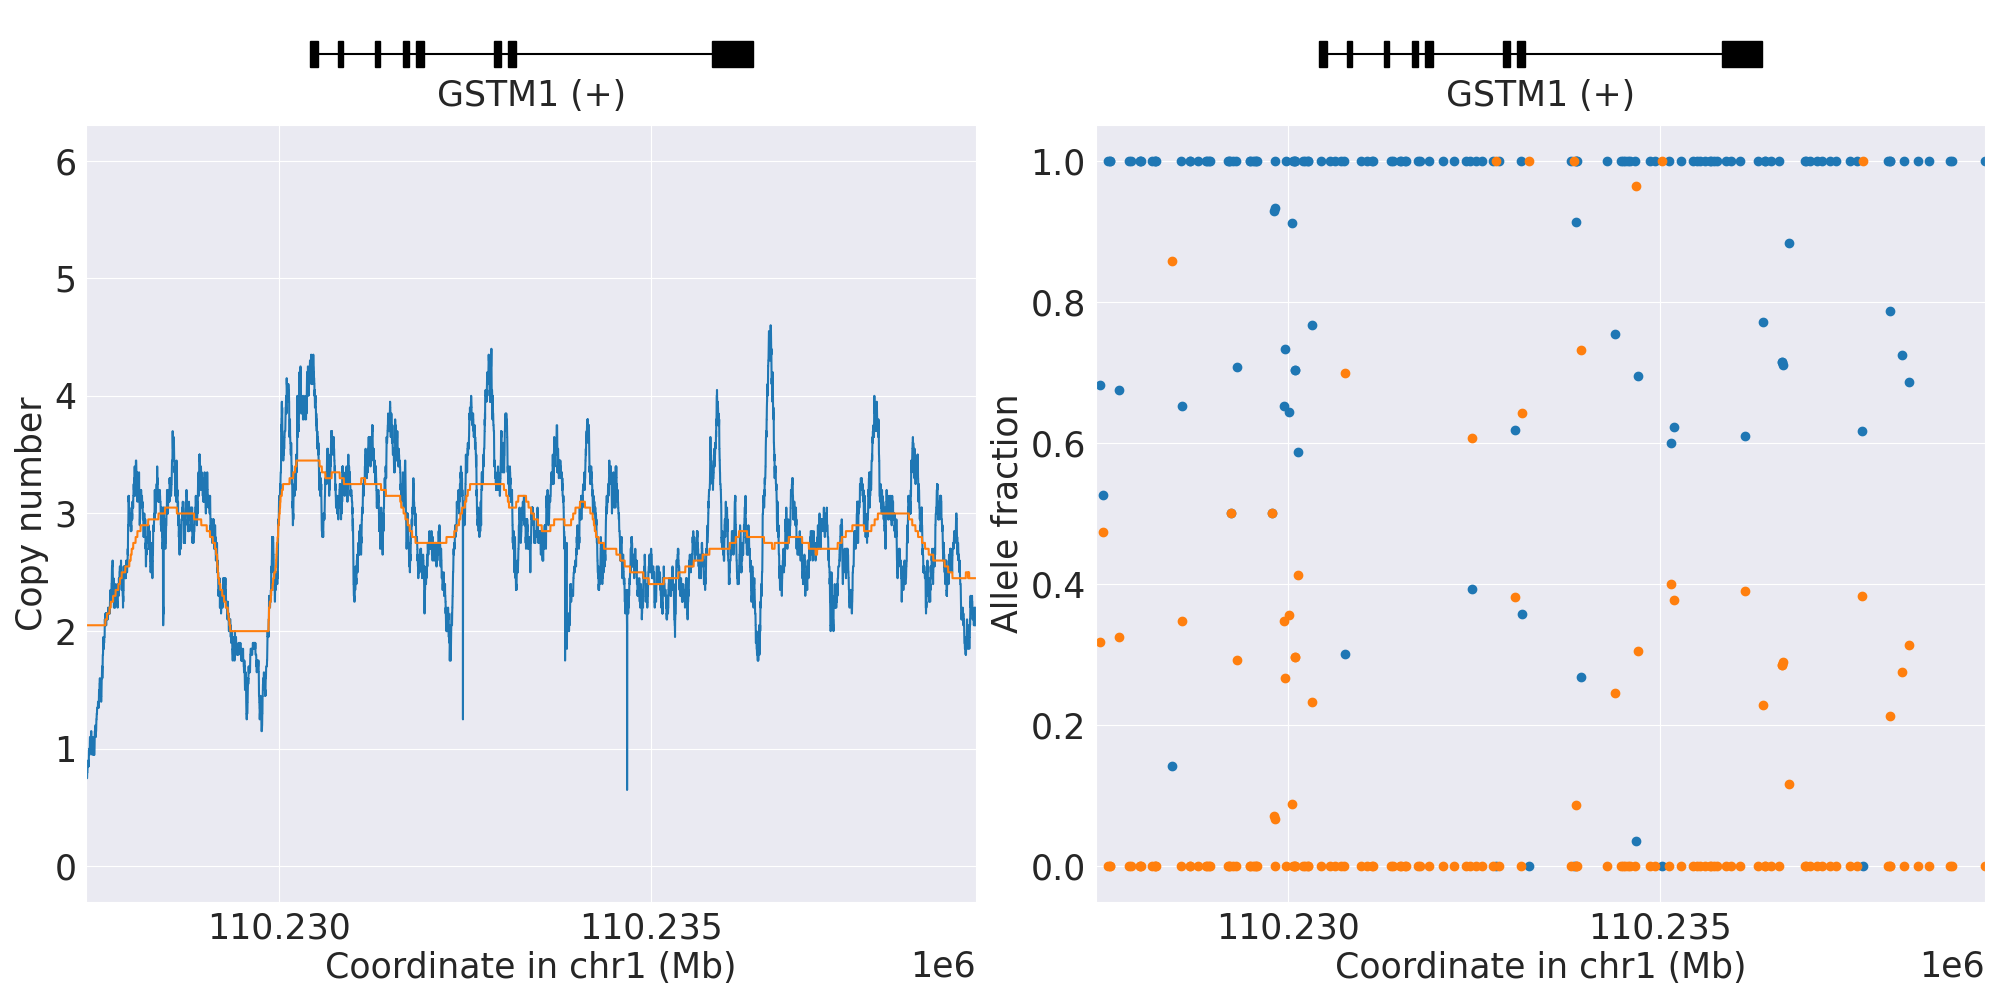 GSTM1 (+)
6
5
4
3
2
1
0
Copy number
110.230
110.235
Coordinate in chr1 (Mb)
1e6
GSTM1 (+)
1.0
0.8
0.6
0.4
0.2
0.0
Allele fraction
110.230
110.235
Coordinate in chr1 (Mb)
1e6